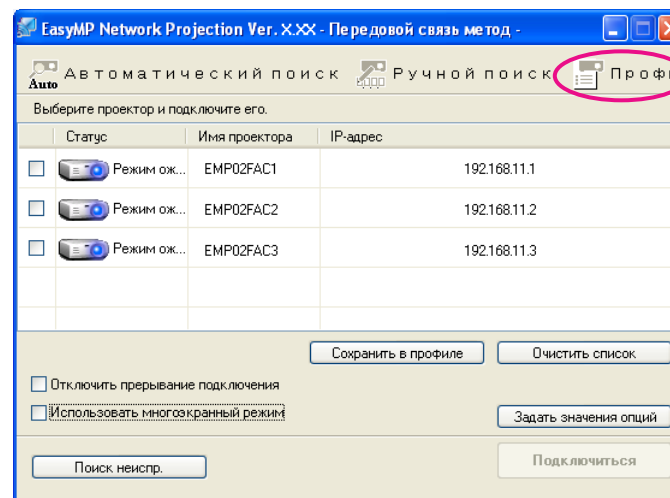 EasyMP Network Projection Ver. X.XX - Передовой связь метод -
Auto Автоматический поиск Ручной поиск Профи
Выберите проектор и подключите его.
Статус Имя проектора IP-адрес
Режим ож... EMP02FAC1 192.168.11.1
Режим ож... EMP02FAC2 192.168.11.2
Режим ож... EMP02FAC3 192.168.11.3
Сохранить в профиле Очистить список
Отключить прерывание подключения
Использовать многоэкранный режим
Задать значения опций
Поиск неиспр. Подключиться